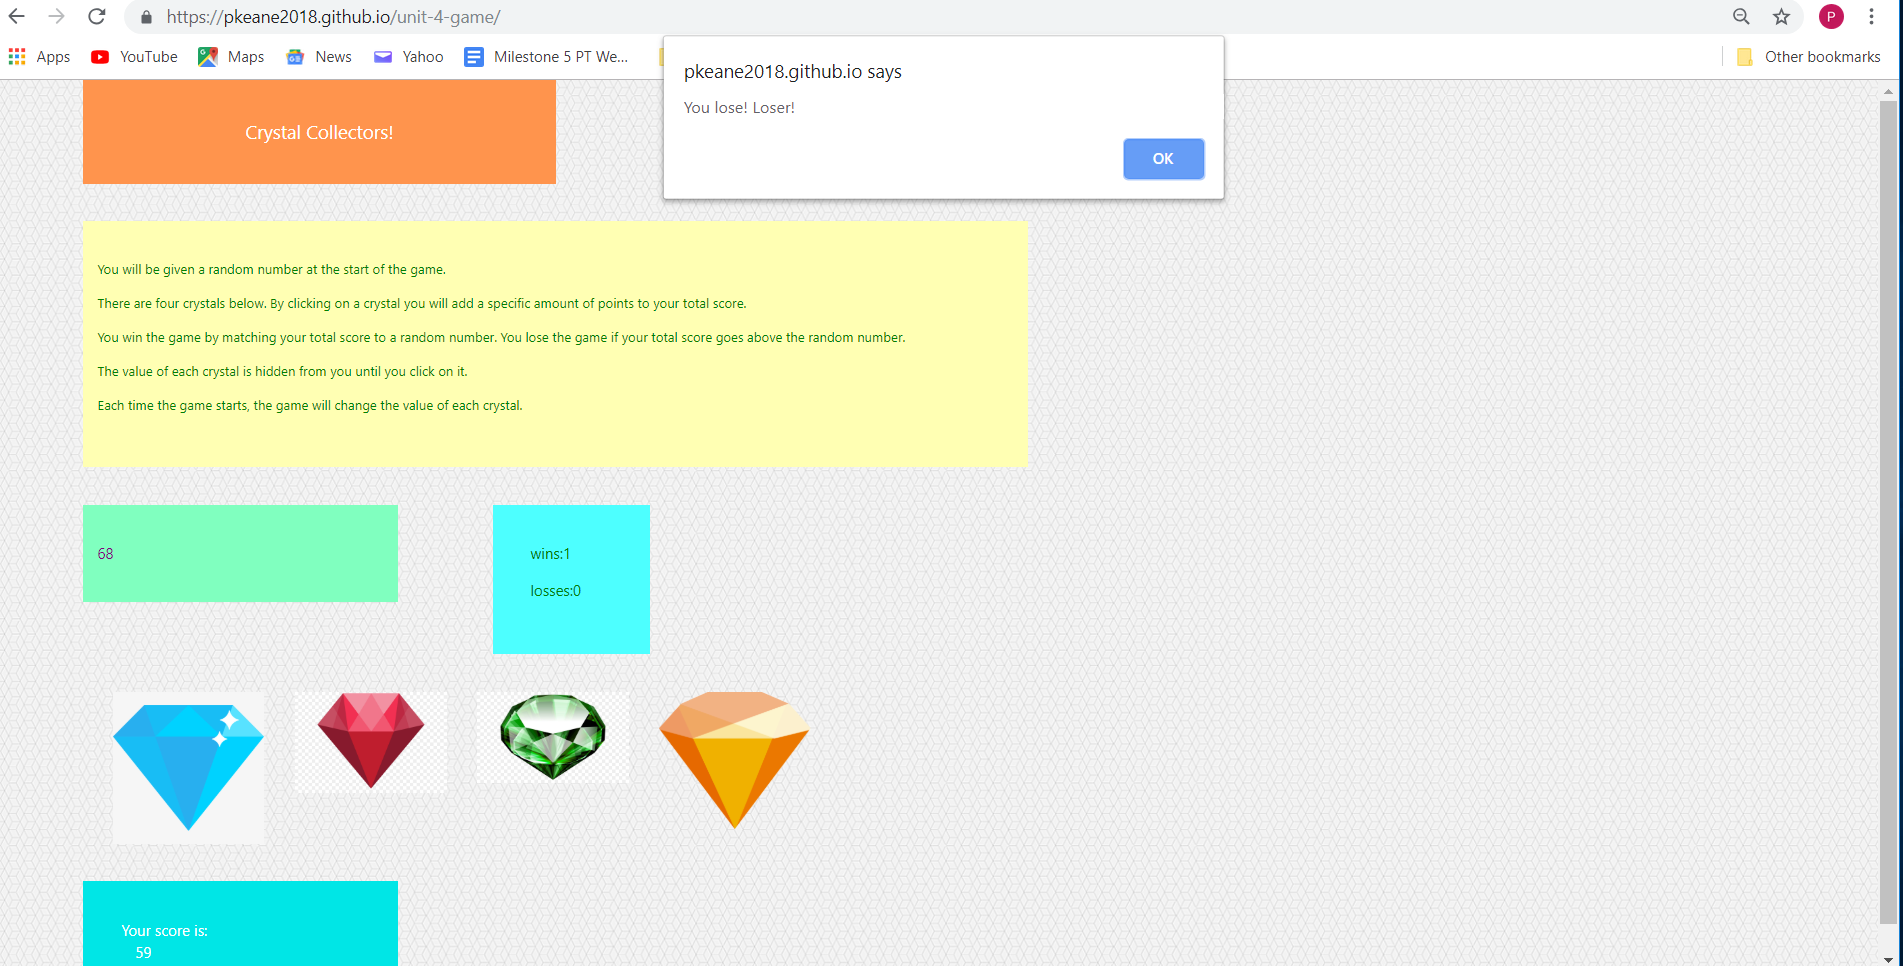 https://pkeane2018.github.io/unit-4-game/
P
Apps YouTube Maps News Yahoo Milestone 5 PT We... Other bookmarks
pkeane2018.github.io says
You lose! Loser!
OK
Crystal Collectors!
You will be given a random number at the start of the game.
There are four crystals below. By clicking on a crystal you will add a specific amount of points to your total score.
You win the game by matching your total score to a random number. You lose the game if your total score goes above the random number.
The value of each crystal is hidden from you until you click on it.
Each time the game starts, the game will change the value of each crystal.
68
wins:1
losses:0
Your score is:
59